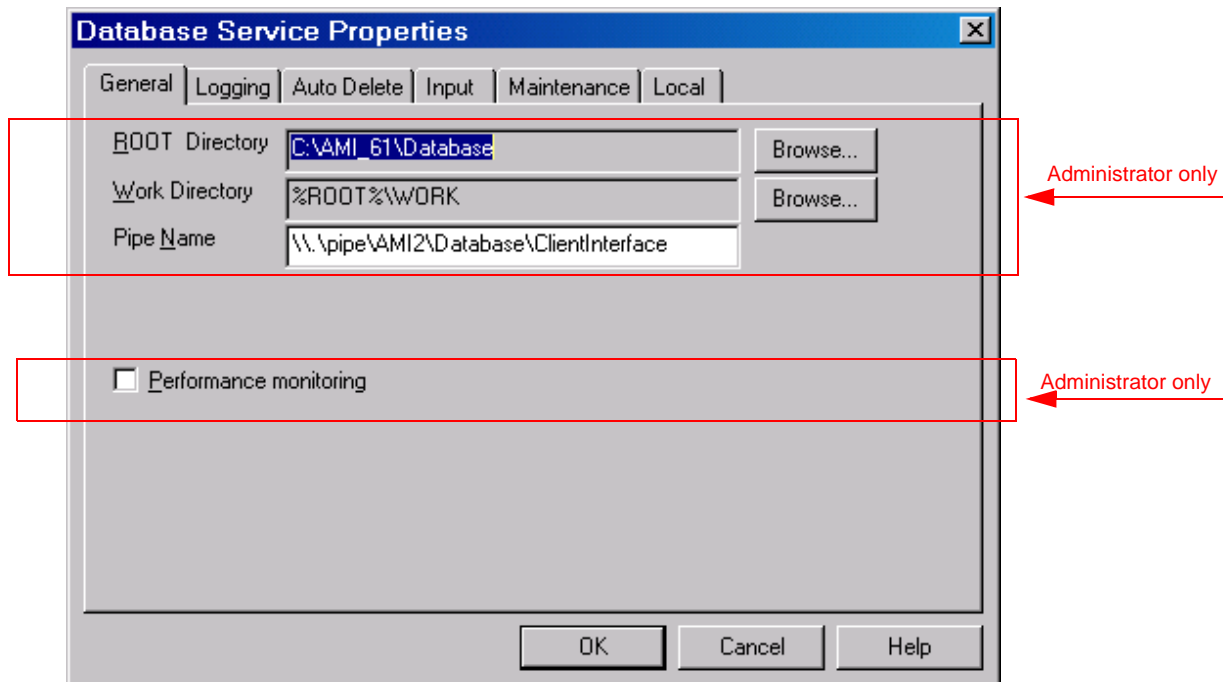 Database Service Properties
General Logging Auto Delete Input Maintenance Local
ROOT Directory C:\AMI_61\Database Browse...
Administrator only
Work Directory %ROOT%\WORK Browse...
Pipe Name \\.\pipe\AMI2\Database\ClientInterface
Performance monitoring
Administrator only
OK Cancel Help